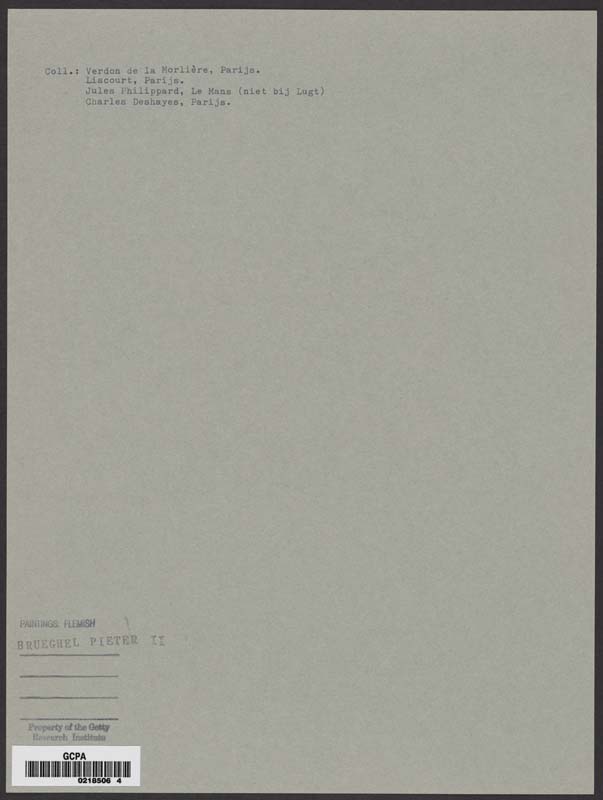 Coll.: Verdon de la Morlière, Parijs.
Liscourt, Parijs.
Jules Philippard, Le Mans (niet bij Lugt)
Charles Deshayes, Parijs.
PAINTINGS, FLEMISH
BRUEGHEL PIETER II
Property of the Getty
Research Institute
GCPA
0218506 4